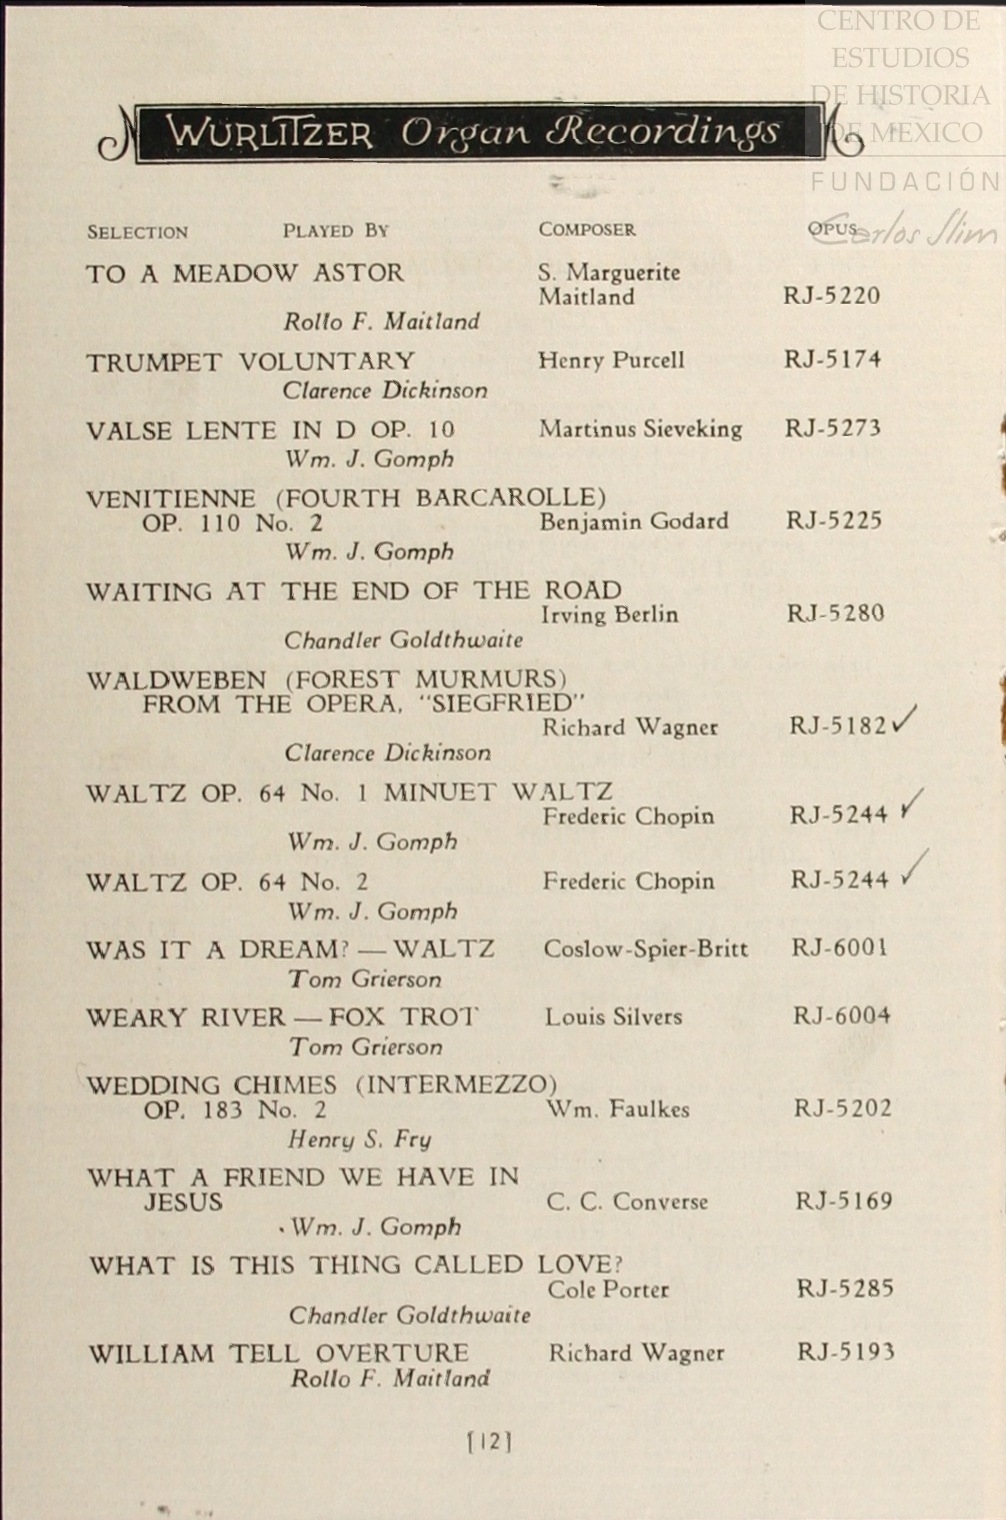 CENTRO DE
ESTUDIOS
DE HISTORIA
DE MEXICO
FUNDACIÓN
Carlos Slim
WURLITZER Organ Recordings
SELECTION PLAYED BY COMPOSER OPUS
TO A MEADOW ASTOR S. Marguerite
Maitland RJ-5220
Rollo F. Maitland
TRUMPET VOLUNTARY Henry Purcell RJ-5174
Clarence Dickinson
VALSE LENTE IN D OP. 10 Martinus Sieveking RJ-5273
Wm. J. Gomph
VENITIENNE (FOURTH BARCAROLLE)
OP. 110 No. 2 Benjamin Godard RJ-5225
Wm. J. Gomph
WAITING AT THE END OF THE ROAD
Irving Berlin RJ-5280
Chandler Goldthwaite
WALDWEBEN (FOREST MURMURS)
FROM THE OPERA, "SIEGFRIED"
Richard Wagner RJ-5182 ✓
Clarence Dickinson
WALTZ OP. 64 No. 1 MINUET WALTZ
Frederic Chopin RJ-5244 ✓
Wm. J. Gomph
WALTZ OP. 64 No. 2 Frederic Chopin RJ-5244 ✓
Wm. J. Gomph
WAS IT A DREAM? — WALTZ Coslow-Spier-Britt RJ-6001
Tom Grierson
WEARY RIVER — FOX TROT Louis Silvers RJ-6004
Tom Grierson
WEDDING CHIMES (INTERMEZZO)
OP. 183 No. 2 Wm. Faulkes RJ-5202
Henry S. Fry
WHAT A FRIEND WE HAVE IN
JESUS C. C. Converse RJ-5169
Wm. J. Gomph
WHAT IS THIS THING CALLED LOVE?
Cole Porter RJ-5285
Chandler Goldthwaite
WILLIAM TELL OVERTURE Richard Wagner RJ-5193
Rollo F. Maitland
[12]